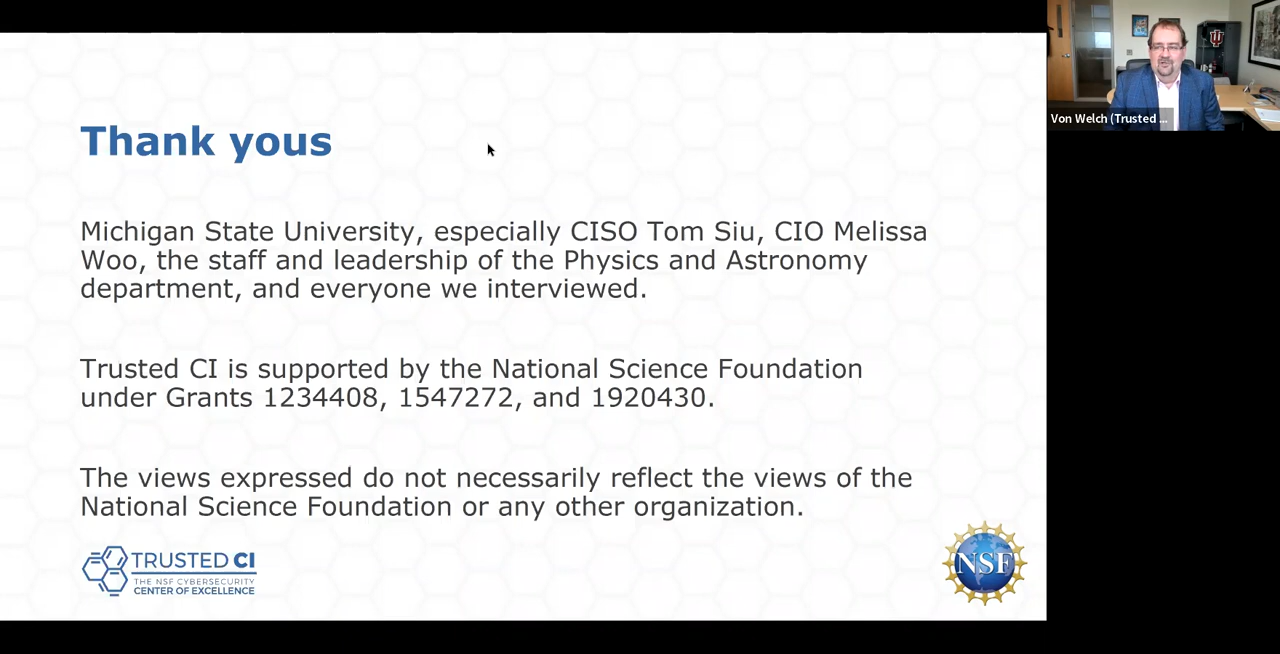 Thank yous
Michigan State University, especially CISO Tom Siu, CIO Melissa
Woo, the staff and leadership of the Physics and Astronomy
department, and everyone we interviewed.
Trusted CI is supported by the National Science Foundation
under Grants 1234408, 1547272, and 1920430.
The views expressed do not necessarily reflect the views of the
National Science Foundation or any other organization.
TRUSTED CI
THE NSF CYBERSECURITY
CENTER OF EXCELLENCE
NSF
Von Welch (Trusted ...